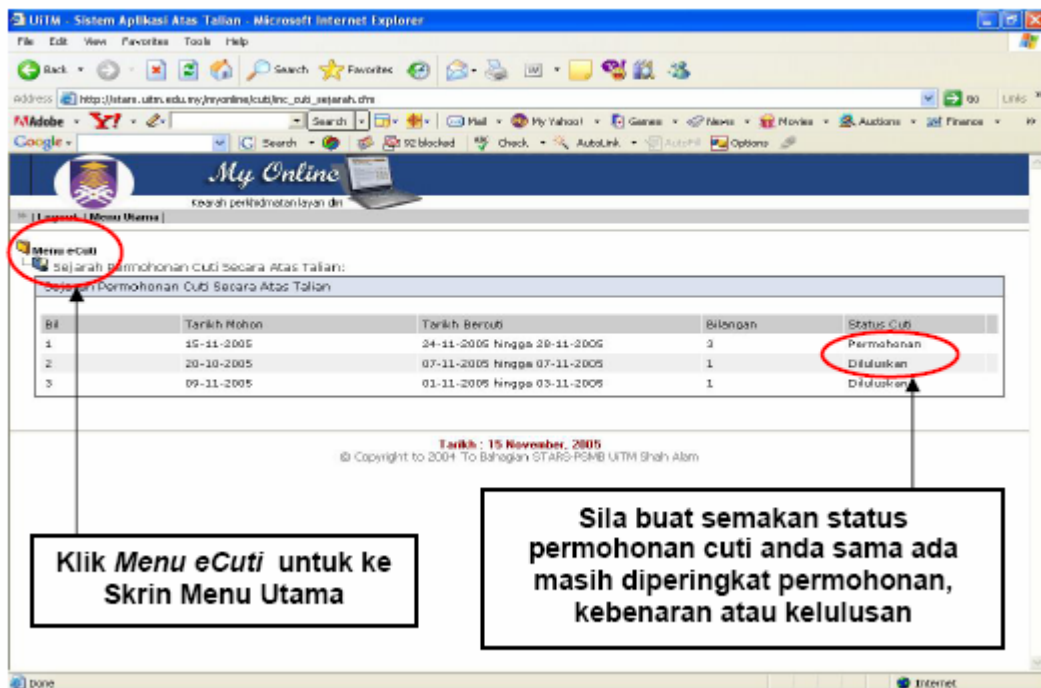 UiTM - Sistem Aplikasi Atas Talian - Microsoft Internet Explorer
File Edit View Favorites Tools Help
Back Search Favorites
Address http://istars.uitm.edu.my/myonline/kuti/inc_cuti_sejarah.cfm Go Links
Adobe Y! Search Mail My Yahoo! Games News Movies Auctions Finance
Google Search 92 blocked Check AutoLink AutoFill Options
My Online
Kearah perkhidmatan layan diri
| Logout | Menu Utama |
Menu eCuti
Sejarah Permohonan Cuti Secara Atas Talian:
Sejarah Permohonan Cuti Secara Atas Talian
Bil Tarikh Mohon Tarikh Bercuti Bilangan Status Cuti
1 15-11-2005 24-11-2005 hingga 28-11-2005 3 Permohonan
2 20-10-2005 07-11-2005 hingga 07-11-2005 1 Diluluskan
3 09-11-2005 01-11-2005 hingga 03-11-2005 1 Diluluskan
Tarikh : 15 November, 2005
© Copyright to 2004 To Bahagian STARS-PSMB UiTM Shah Alam
Klik Menu eCuti untuk ke
Skrin Menu Utama
Sila buat semakan status
permohonan cuti anda sama ada
masih diperingkat permohonan,
kebenaran atau kelulusan
Done Internet